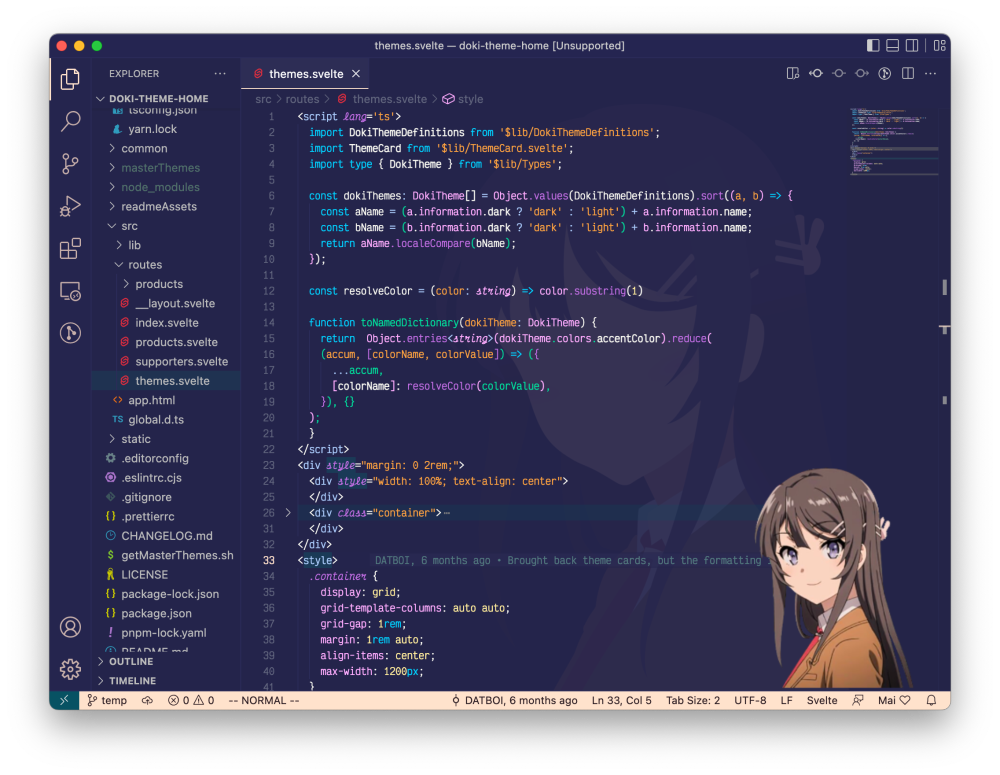 themes.svelte — doki-theme-home [Unsupported]
EXPLORER
DOKI-THEME-HOME
tsconfig.json
yarn.lock
common
masterThemes
node_modules
readmeAssets
src
lib
routes
products
__layout.svelte
index.svelte
products.svelte
supporters.svelte
themes.svelte
app.html
TS global.d.ts
static
.editorconfig
.eslintrc.cjs
.gitignore
.prettierrc
CHANGELOG.md
getMasterThemes.sh
LICENSE
package-lock.json
package.json
pnpm-lock.yaml
README.md
OUTLINE
TIMELINE
themes.svelte
src > routes > themes.svelte > style
1 <script lang='ts'>
2 import DokiThemeDefinitions from '$lib/DokiThemeDefinitions';
3 import ThemeCard from '$lib/ThemeCard.svelte';
4 import type { DokiTheme } from '$lib/Types';
5
6 const dokiThemes: DokiTheme[] = Object.values(DokiThemeDefinitions).sort((a, b) => {
7 const aName = (a.information.dark ? 'dark' : 'light') + a.information.name;
8 const bName = (b.information.dark ? 'dark' : 'light') + b.information.name;
9 return aName.localeCompare(bName);
10 });
11
12 const resolveColor = (color: string) => color.substring(1)
13
14 function toNamedDictionary(dokiTheme: DokiTheme) {
15 return Object.entries<string>(dokiTheme.colors.accentColor).reduce(
16 (accum, [colorName, colorValue]) => ({
17 ...accum,
18 [colorName]: resolveColor(colorValue),
19 }), {}
20 );
21 }
22 </script>
23 <div style="margin: 0 2rem;">
24 <div style="width: 100%; text-align: center">
25 </div>
26 <div class="container">⋯
31 </div>
32 </div>
33 <style> DATBOI, 6 months ago • Brought back theme cards, but the formatting
34 .container {
35 display: grid;
36 grid-template-columns: auto auto;
37 grid-gap: 1rem;
38 margin: 1rem auto;
39 align-items: center;
40 max-width: 1200px;
41 }
temp 0 0 -- NORMAL -- DATBOI, 6 months ago Ln 33, Col 5 Tab Size: 2 UTF-8 LF Svelte Mai ♡